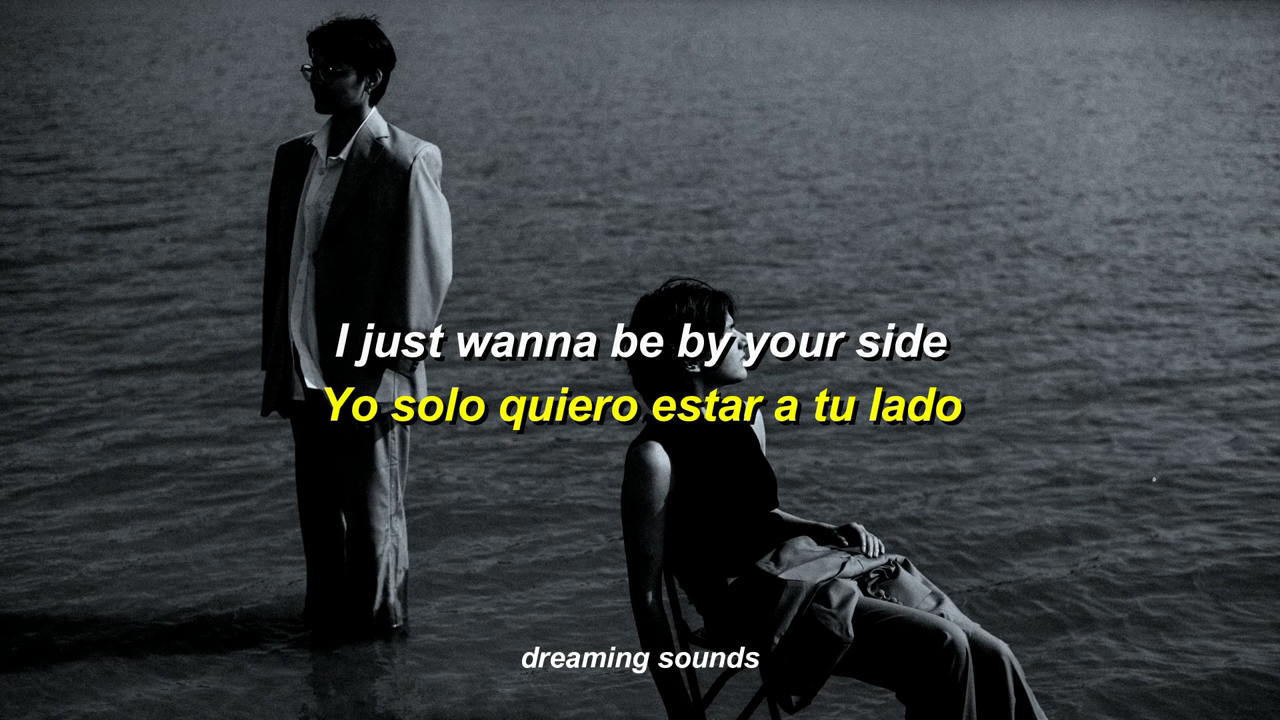 I just wanna be by your side
Yo solo quiero estar a tu lado
dreaming sounds